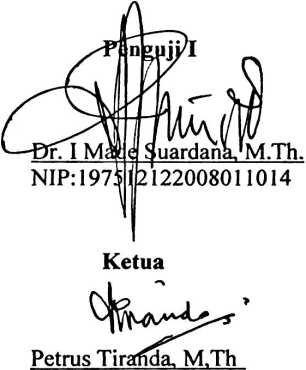 Penguji I
Dr. I Made Suardana, M.Th.
NIP:197512122008011014
Ketua
Petrus Tiranda, M,Th